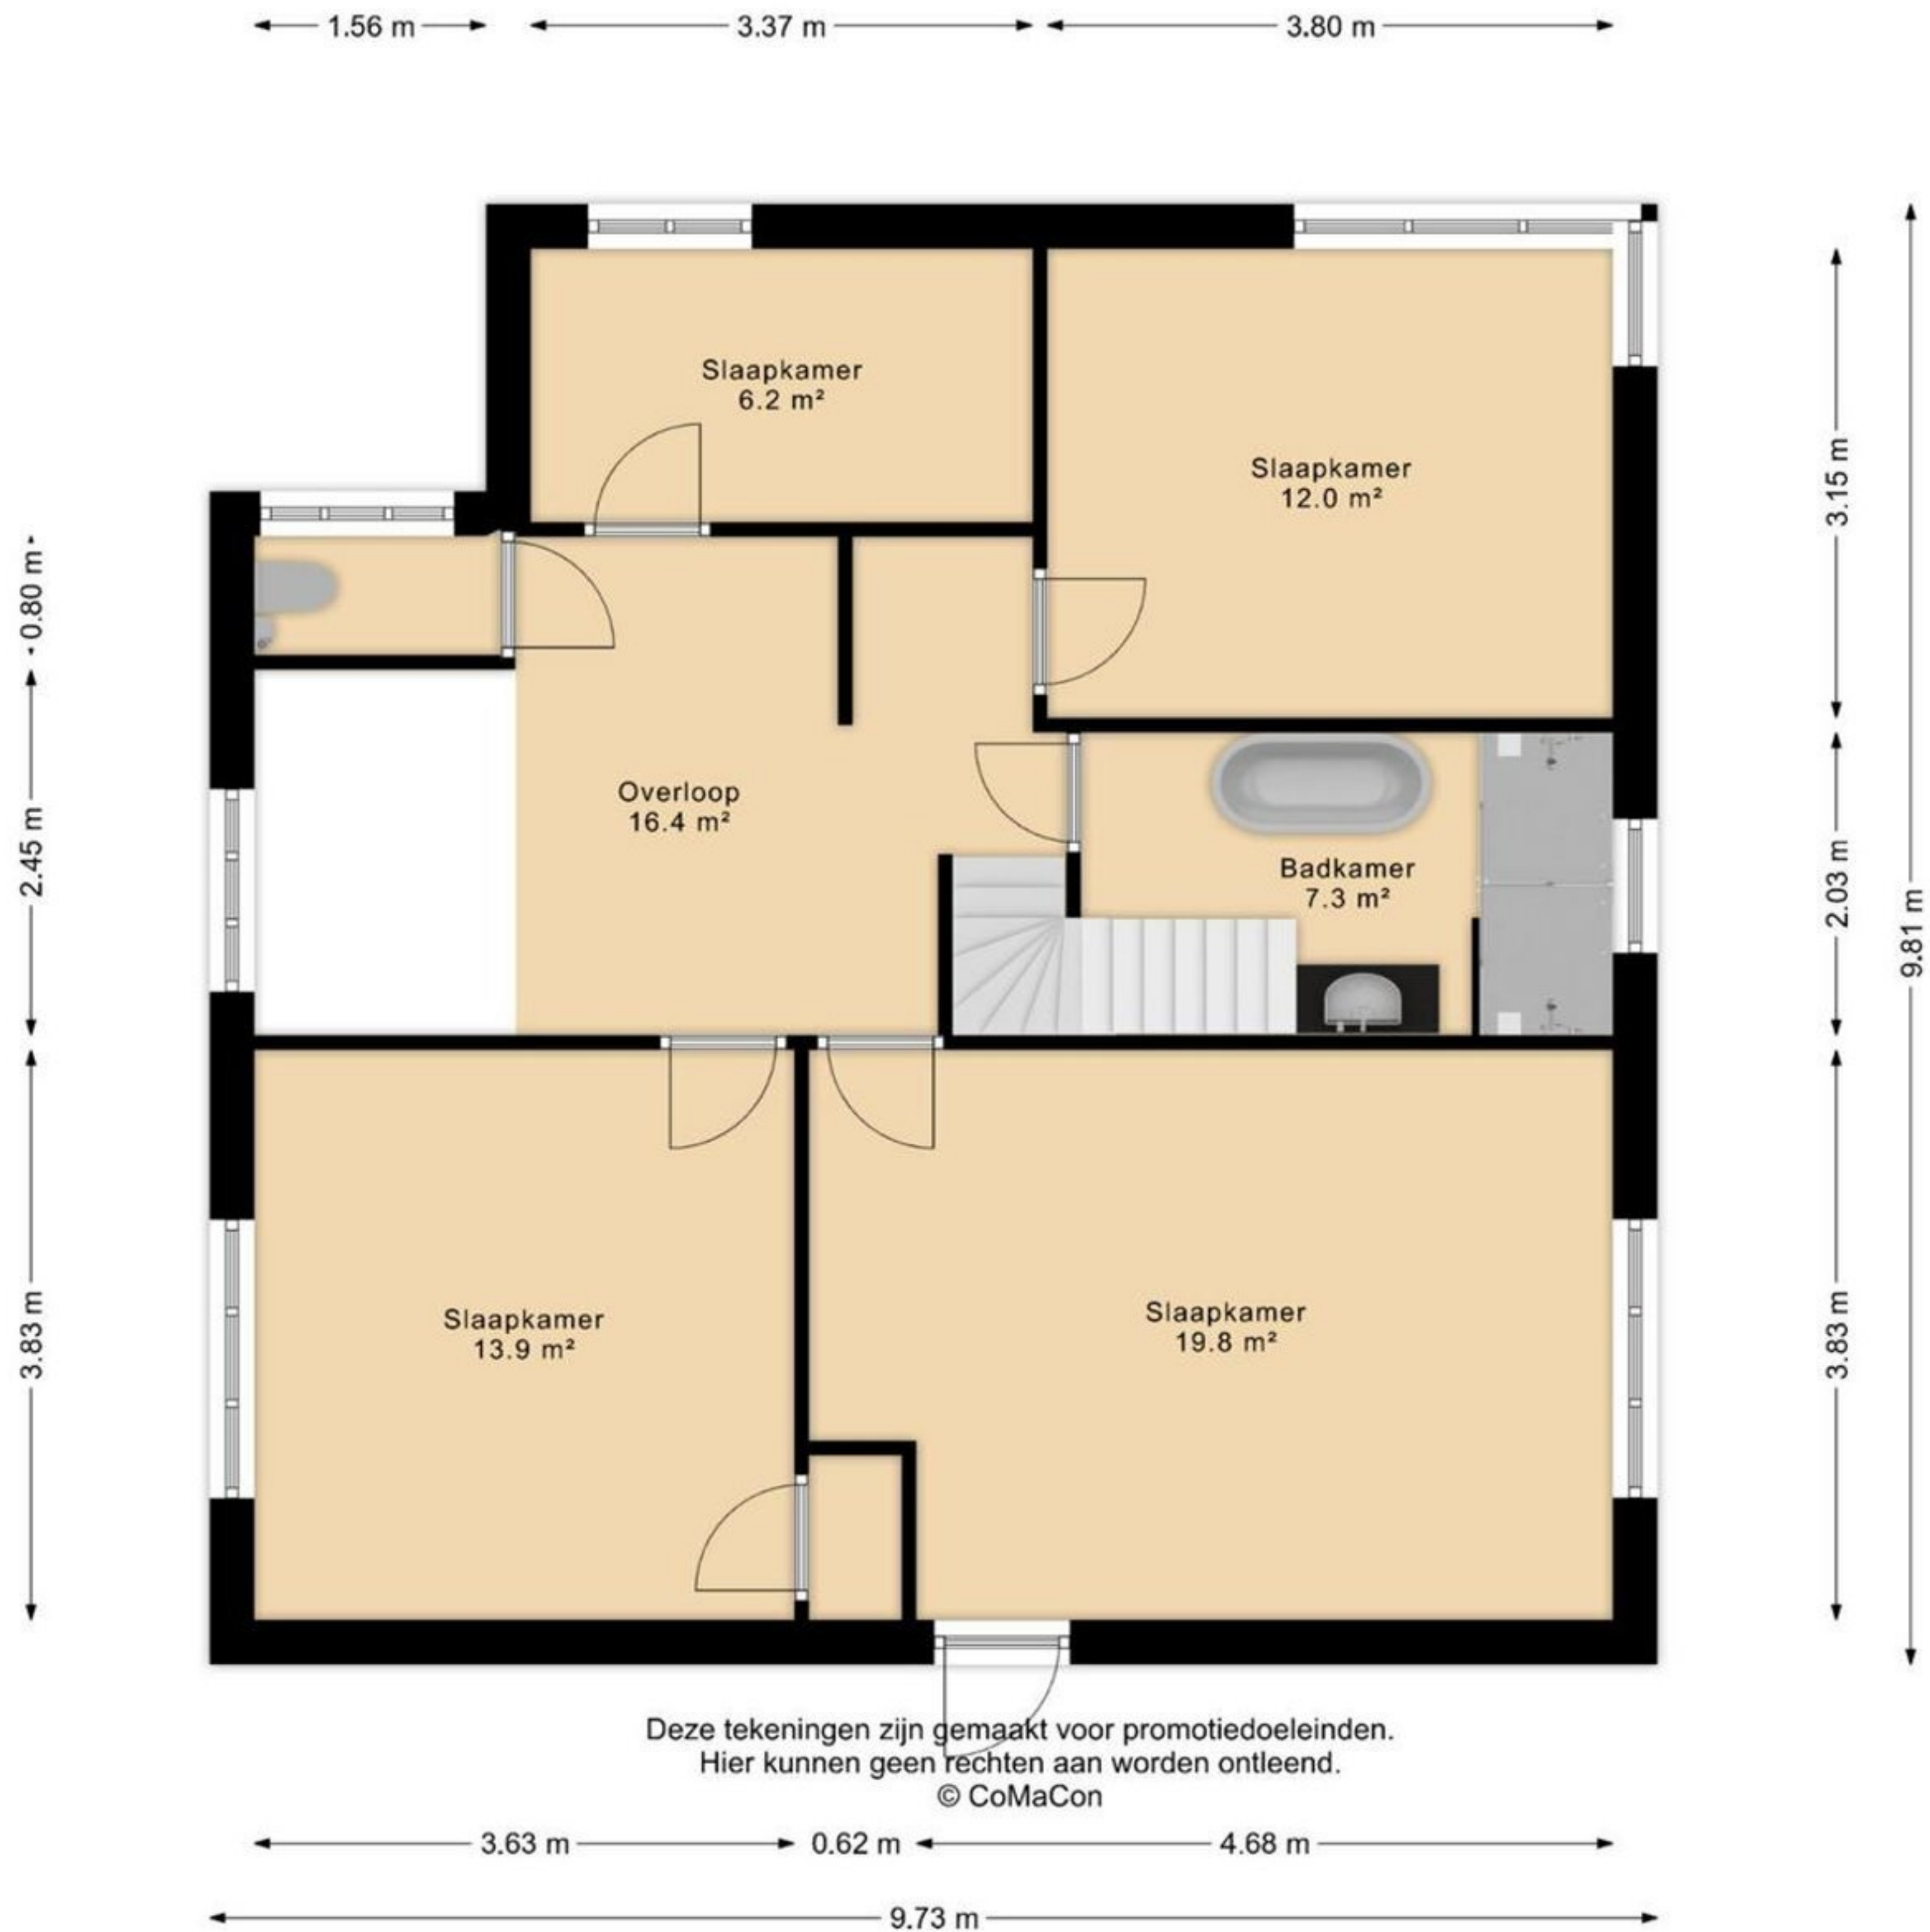 1.56 m
3.37 m
3.80 m
Slaapkamer
6.2 m²
Slaapkamer
12.0 m²
3.15 m
0.80 m
Overloop
16.4 m²
Badkamer
7.3 m²
2.45 m
2.03 m
9.81 m
Slaapkamer
13.9 m²
Slaapkamer
19.8 m²
3.83 m
3.83 m
Deze tekeningen zijn gemaakt voor promotiedoeleinden.
Hier kunnen geen rechten aan worden ontleend.
© CoMaCon
3.63 m
0.62 m
4.68 m
9.73 m